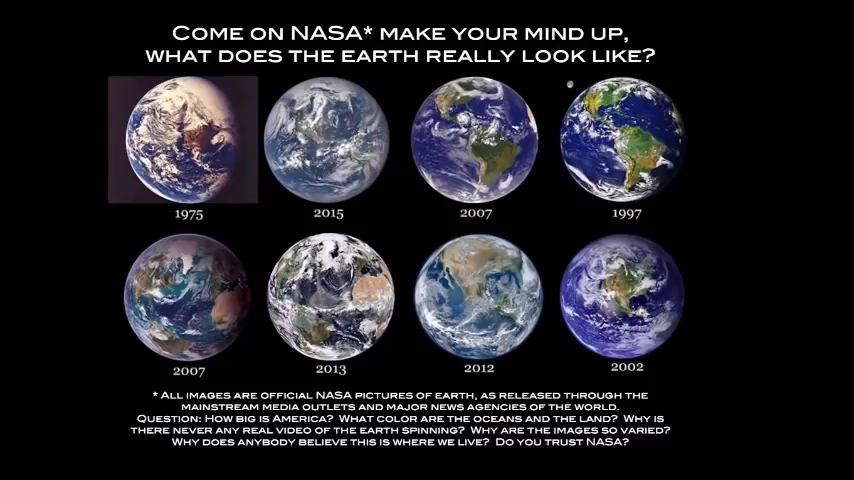 Come on NASA* make your mind up,
what does the earth really look like?
1975
2015
2007
1997
2007
2013
2012
2002
* All images are official NASA pictures of earth, as released through the
mainstream media outlets and major news agencies of the world.
Question: How big is America? What color are the oceans and the land? Why is
there never any real video of the earth spinning? Why are the images so varied?
Why does anybody believe this is where we live? Do you trust NASA?